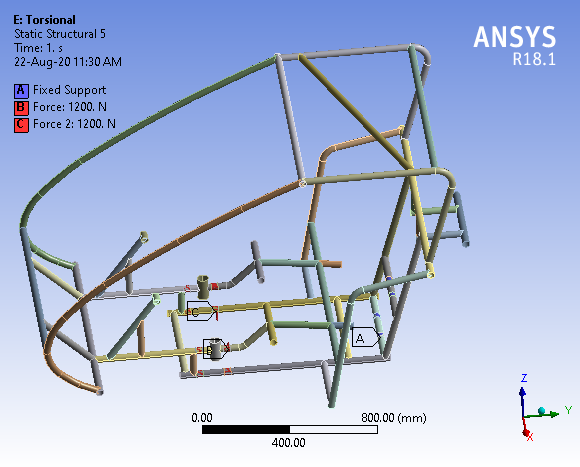 E: Torsional
Static Structural 5
Time: 1. s
22-Aug-20 11:30 AM
A Fixed Support
B Force: 1200. N
C Force 2: 1200. N
ANSYS
R18.1
C
B
A
0.00
800.00 (mm)
400.00
Z
Y
X